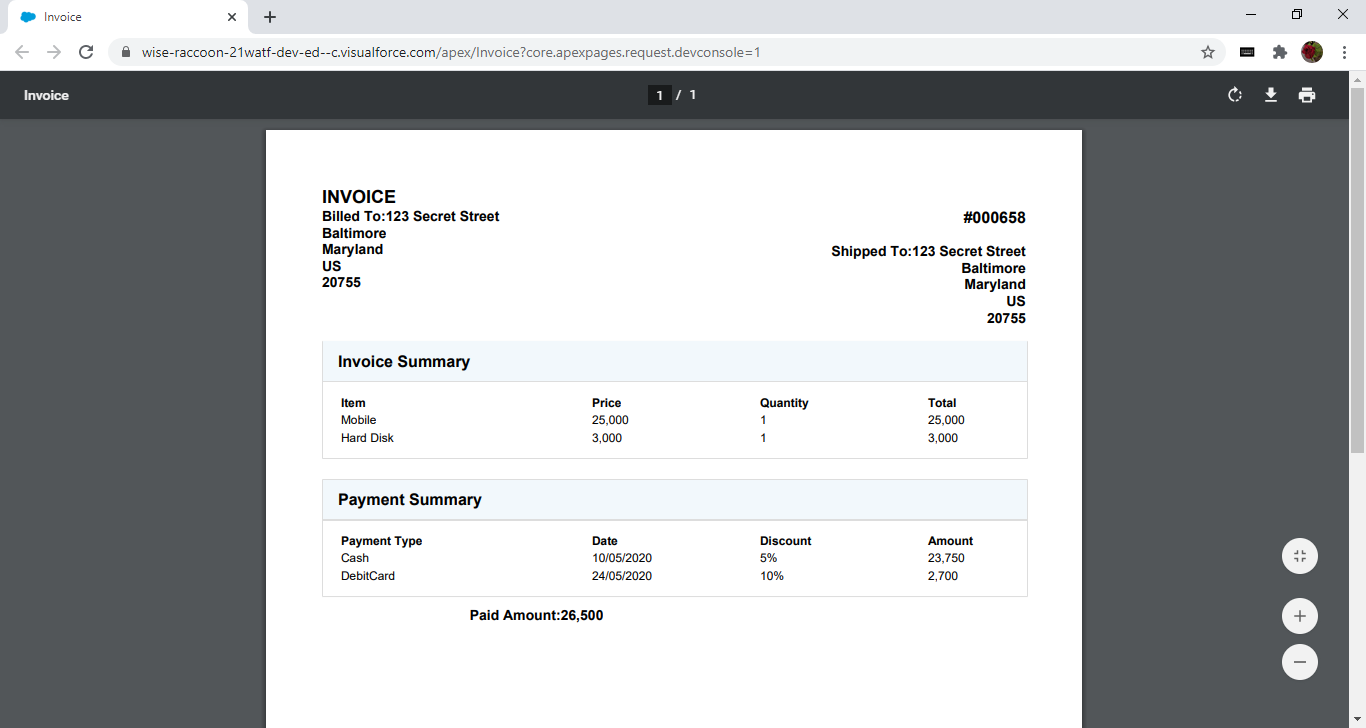 Invoice
wise-raccoon-21watf-dev-ed--c.visualforce.com/apex/Invoice?core.apexpages.request.devconsole=1
Invoice 1 / 1
INVOICE
Billed To:123 Secret Street
Baltimore
Maryland
US
20755
#000658
Shipped To:123 Secret Street
Baltimore
Maryland
US
20755
Invoice Summary
Item Price Quantity Total
Mobile 25,000 1 25,000
Hard Disk 3,000 1 3,000
Payment Summary
Payment Type Date Discount Amount
Cash 10/05/2020 5% 23,750
DebitCard 24/05/2020 10% 2,700
Paid Amount:26,500